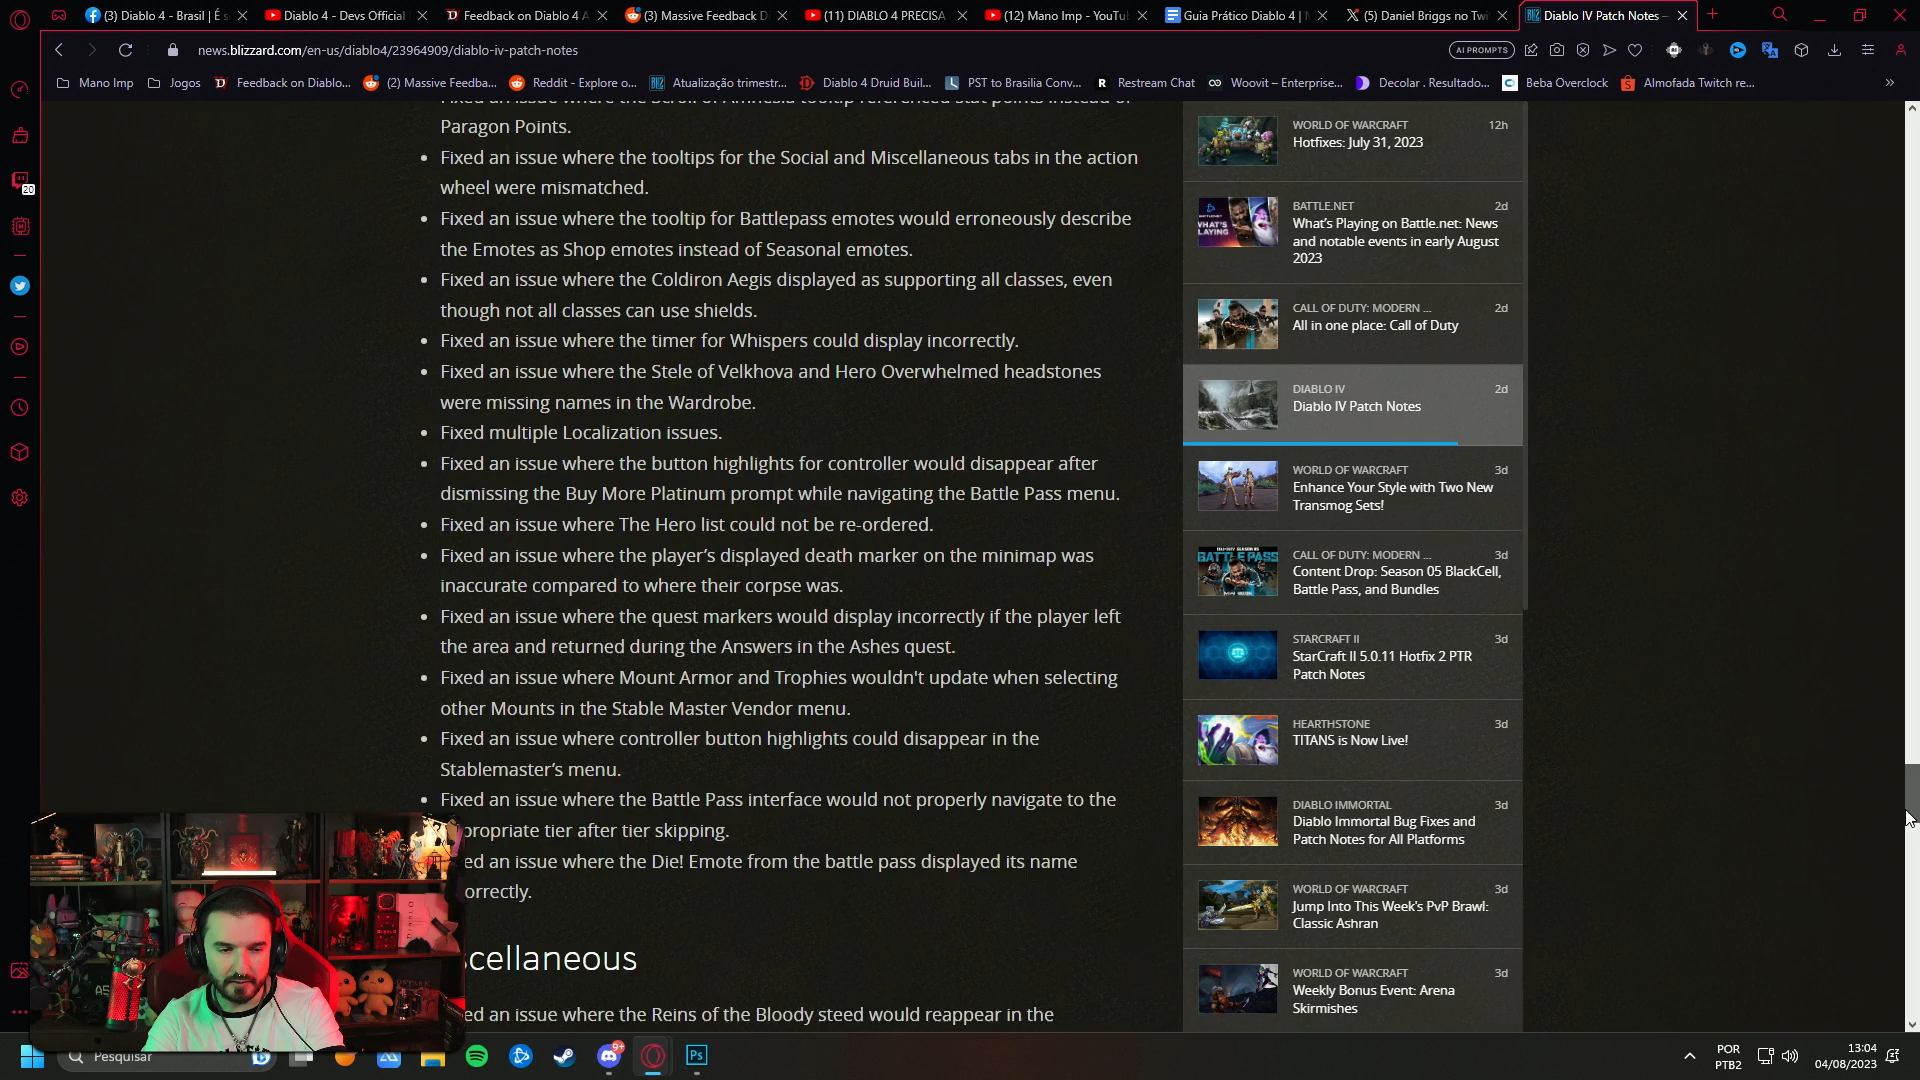 (3) Diablo 4 - Brasil | É s
Diablo 4 - Devs Official
Feedback on Diablo 4 A
(3) Massive Feedback D
(11) DIABLO 4 PRECISA
(12) Mano Imp - YouTu
Guia Prático Diablo 4 |
(5) Daniel Briggs no Twi
Diablo IV Patch Notes –
news.blizzard.com/en-us/diablo4/23964909/diablo-iv-patch-notes
AI PROMPTS
Mano Imp
Jogos
Feedback on Diablo...
(2) Massive Feedba...
Reddit - Explore o...
Atualização trimestr...
Diablo 4 Druid Buil...
PST to Brasilia Conv...
Restream Chat
Woovit – Enterprise...
Decolar . Resultado...
Beba Overclock
Almofada Twitch re...
»
20
Fixed an issue where the Scroll of Amnesia tooltip referenced stat points instead of
Paragon Points.
Fixed an issue where the tooltips for the Social and Miscellaneous tabs in the action
wheel were mismatched.
Fixed an issue where the tooltip for Battlepass emotes would erroneously describe
the Emotes as Shop emotes instead of Seasonal emotes.
Fixed an issue where the Coldiron Aegis displayed as supporting all classes, even
though not all classes can use shields.
Fixed an issue where the timer for Whispers could display incorrectly.
Fixed an issue where the Stele of Velkhova and Hero Overwhelmed headstones
were missing names in the Wardrobe.
Fixed multiple Localization issues.
Fixed an issue where the button highlights for controller would disappear after
dismissing the Buy More Platinum prompt while navigating the Battle Pass menu.
Fixed an issue where The Hero list could not be re-ordered.
Fixed an issue where the player's displayed death marker on the minimap was
inaccurate compared to where their corpse was.
Fixed an issue where the quest markers would display incorrectly if the player left
the area and returned during the Answers in the Ashes quest.
Fixed an issue where Mount Armor and Trophies wouldn't update when selecting
other Mounts in the Stable Master Vendor menu.
Fixed an issue where controller button highlights could disappear in the
Stablemaster's menu.
Fixed an issue where the Battle Pass interface would not properly navigate to the
propriate tier after tier skipping.
ed an issue where the Die! Emote from the battle pass displayed its name
orrectly.
scellaneous
ed an issue where the Reins of the Bloody steed would reappear in the
WORLD OF WARCRAFT 12h
Hotfixes: July 31, 2023
BATTLE.NET 2d
What's Playing on Battle.net: News
and notable events in early August
2023
CALL OF DUTY: MODERN ... 2d
All in one place: Call of Duty
DIABLO IV 2d
Diablo IV Patch Notes
WORLD OF WARCRAFT 3d
Enhance Your Style with Two New
Transmog Sets!
BATTLE PASS
CALL OF DUTY: MODERN ... 3d
Content Drop: Season 05 BlackCell,
Battle Pass, and Bundles
STARCRAFT II 3d
StarCraft II 5.0.11 Hotfix 2 PTR
Patch Notes
HEARTHSTONE 3d
TITANS is Now Live!
DIABLO IMMORTAL 3d
Diablo Immortal Bug Fixes and
Patch Notes for All Platforms
WORLD OF WARCRAFT 3d
Jump Into This Week's PvP Brawl:
Classic Ashran
WORLD OF WARCRAFT 3d
Weekly Bonus Event: Arena
Skirmishes
Pesquisar
9+
Ps
POR
PTB2
13:04
04/08/2023